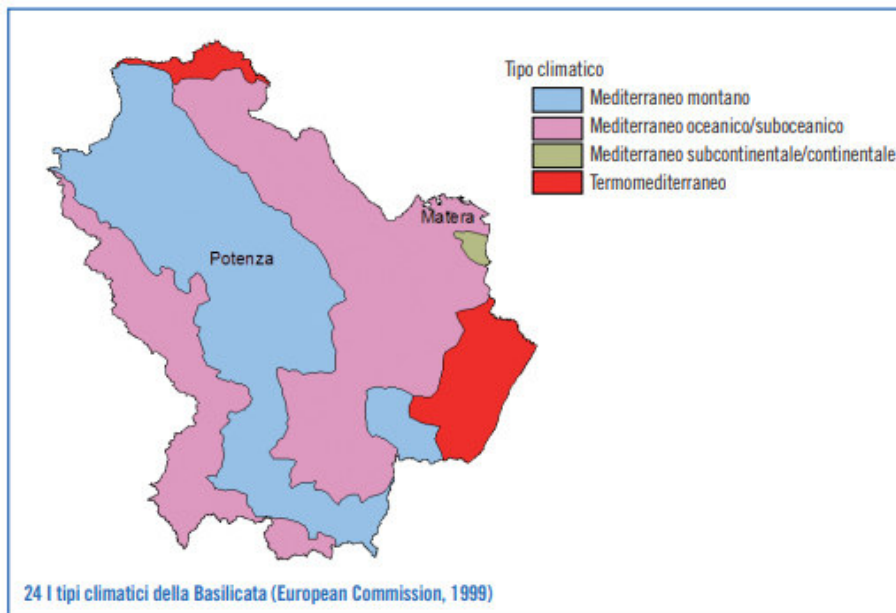 Tipo climatico
Mediterraneo montano
Mediterraneo oceanico/suboceanico
Mediterraneo subcontinentale/continentale
Termomediterraneo
Matera
Potenza
24 I tipi climatici della Basilicata (European Commission, 1999)